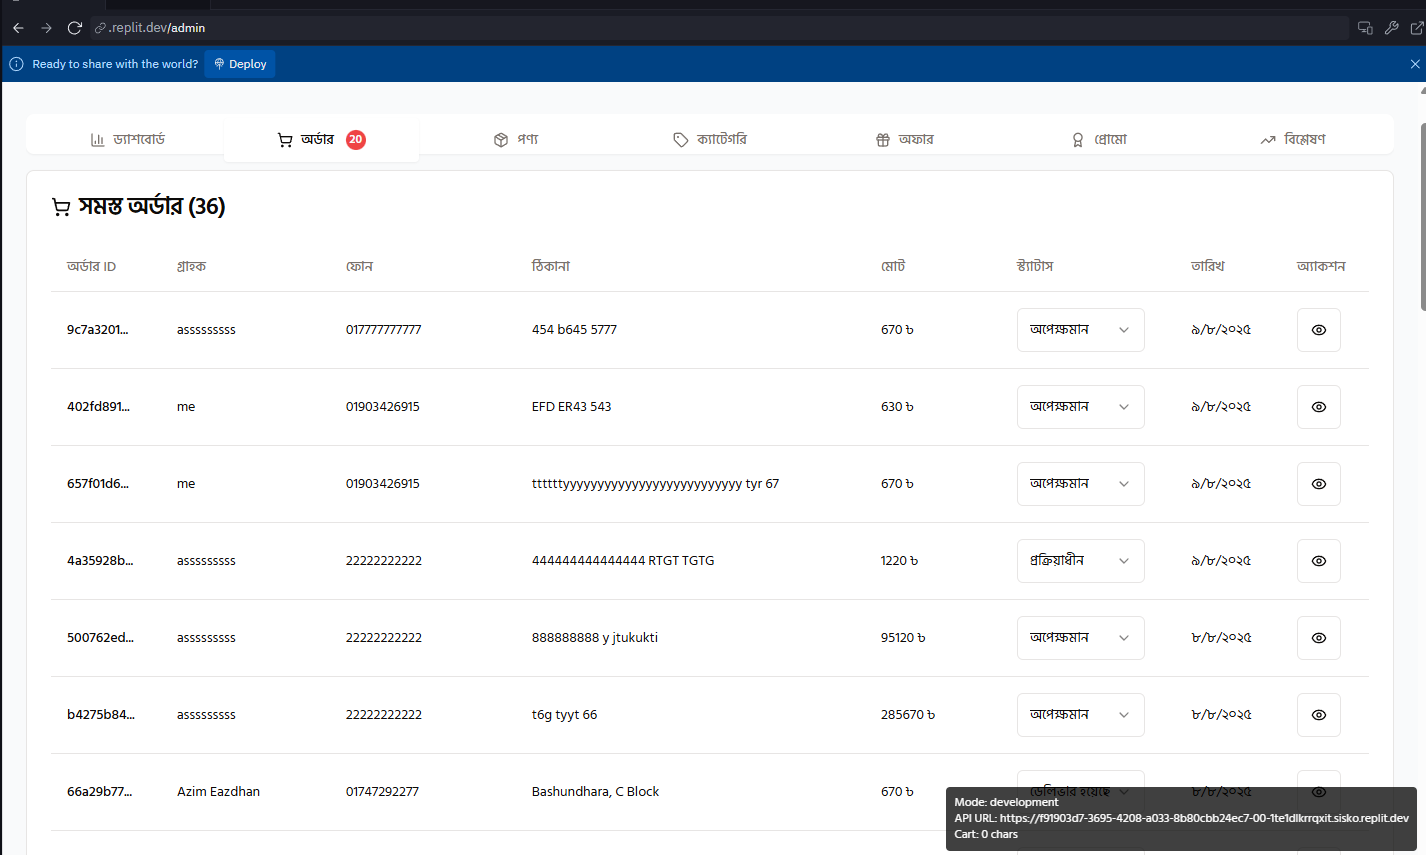 .replit.dev/admin
Ready to share with the world? Deploy
ড্যাশবোর্ড অর্ডার 20 পণ্য ক্যাটেগরি অফার প্রোমো বিশ্লেষণ
সমস্ত অর্ডার (36)
অর্ডার ID গ্রাহক ফোন ঠিকানা মোট স্ট্যাটাস তারিখ অ্যাকশন
9c7a3201... asssssssss 017777777777 454 b645 5777 670 ৳ অপেক্ষমান ৯/৮/২০২৫
402fd891... me 01903426915 EFD ER43 543 630 ৳ অপেক্ষমান ৯/৮/২০২৫
657f01d6... me 01903426915 ttttttyyyyyyyyyyyyyyyyyyyyyyyyyy tyr 67 670 ৳ অপেক্ষমান ৯/৮/২০২৫
4a35928b... asssssssss 22222222222 444444444444444 RTGT TGTG 1220 ৳ প্রক্রিয়াধীন ৯/৮/২০২৫
500762ed... asssssssss 22222222222 888888888 y jtukukti 95120 ৳ অপেক্ষমান ৮/৮/২০২৫
b4275b84... asssssssss 22222222222 t6g tyyt 66 285670 ৳ অপেক্ষমান ৮/৮/২০২৫
66a29b77... Azim Eazdhan 01747292277 Bashundhara, C Block 670 ৳ ডেলিভার হয়েছে ৮/৮/২০২৫
Mode: development
API URL: https://f91903d7-3695-4208-a033-8b80cbb24ec7-00-1te1dlkrrqxit.sisko.replit.dev
Cart: 0 chars